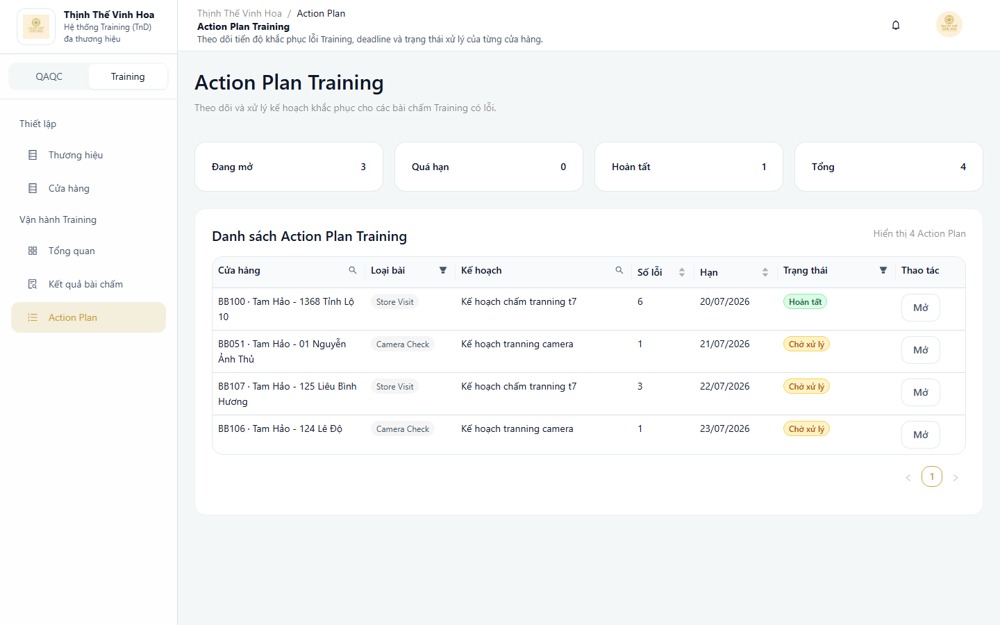 Thịnh Thế Vinh Hoa
Hệ thống Training (TnD)
đa thương hiệu
QAQC
Training
Thiết lập
Thương hiệu
Cửa hàng
Vận hành Training
Tổng quan
Kết quả bài chấm
Action Plan
Thịnh Thế Vinh Hoa / Action Plan
Action Plan Training
Theo dõi tiến độ khắc phục lỗi Training, deadline và trạng thái xử lý của từng cửa hàng.
Action Plan Training
Theo dõi và xử lý kế hoạch khắc phục cho các bài chấm Training có lỗi.
Đang mở 3
Quá hạn 0
Hoàn tất 1
Tổng 4
Danh sách Action Plan Training
Hiển thị 4 Action Plan
Cửa hàng Loại bài Kế hoạch Số lỗi Hạn Trạng thái Thao tác
BB100 · Tam Hảo - 1368 Tỉnh Lộ Store Visit Kế hoạch chấm tranning t7 6 20/07/2026 Hoàn tất Mở
10
BB051 · Tam Hảo - 01 Nguyễn Camera Check Kế hoạch tranning camera 1 21/07/2026 Chờ xử lý Mở
Ảnh Thủ
BB107 · Tam Hảo - 125 Liêu Bình Store Visit Kế hoạch chấm tranning t7 3 22/07/2026 Chờ xử lý Mở
Hương
BB106 · Tam Hảo - 124 Lê Độ Camera Check Kế hoạch tranning camera 1 23/07/2026 Chờ xử lý Mở
< 1 >